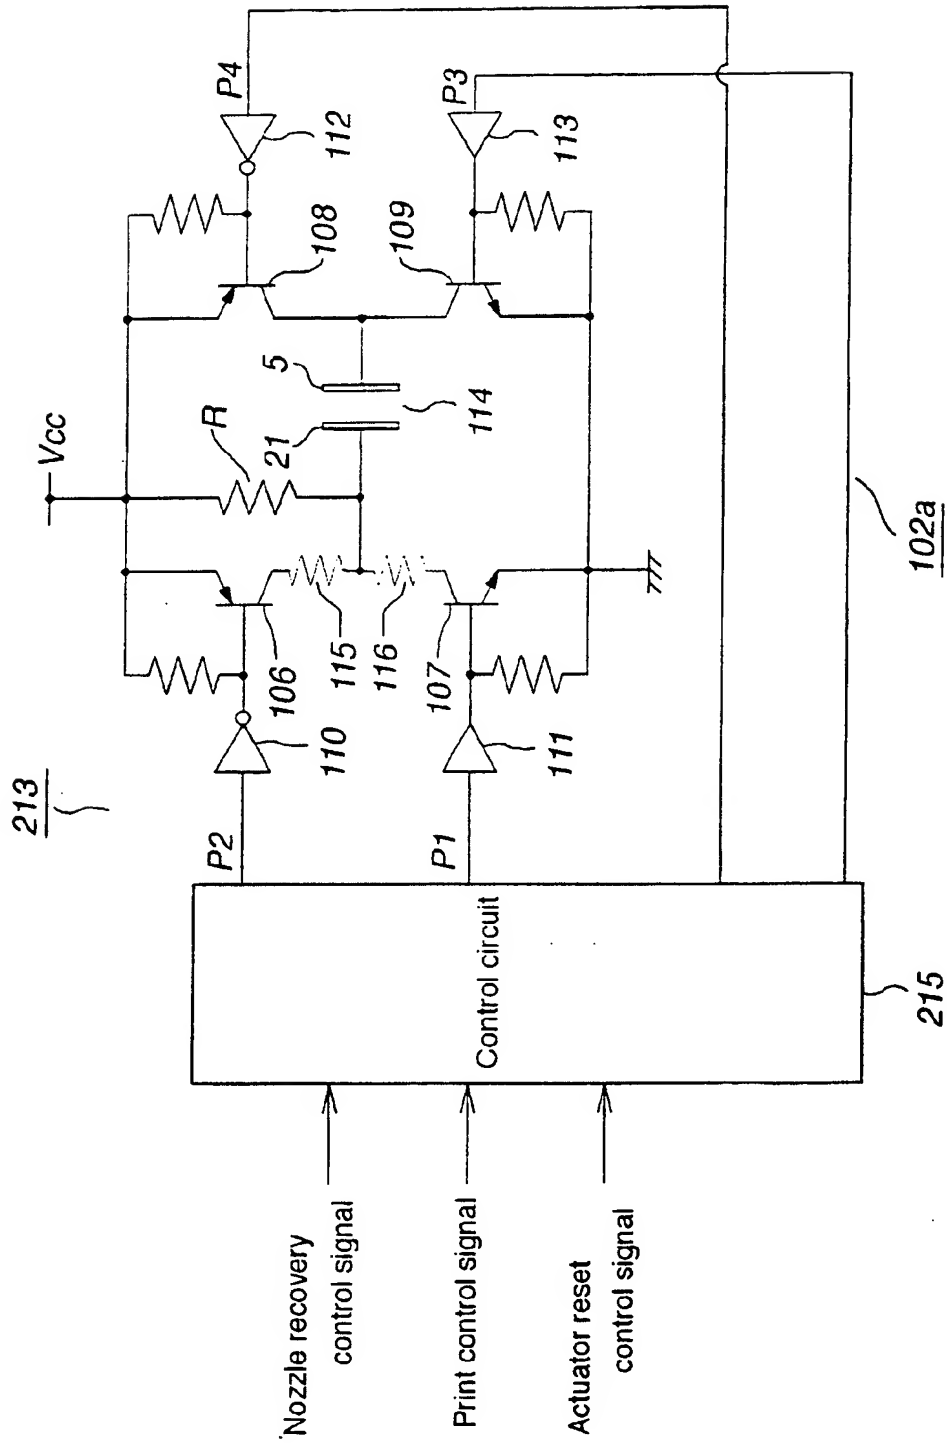 213
Vcc
P2
110
106
115
116
R
21
5
114
108
109
P4
112
P3
113
P1
111
107
102a
Control circuit
215
Nozzle recovery
control signal
Print control signal
Actuator reset
control signal